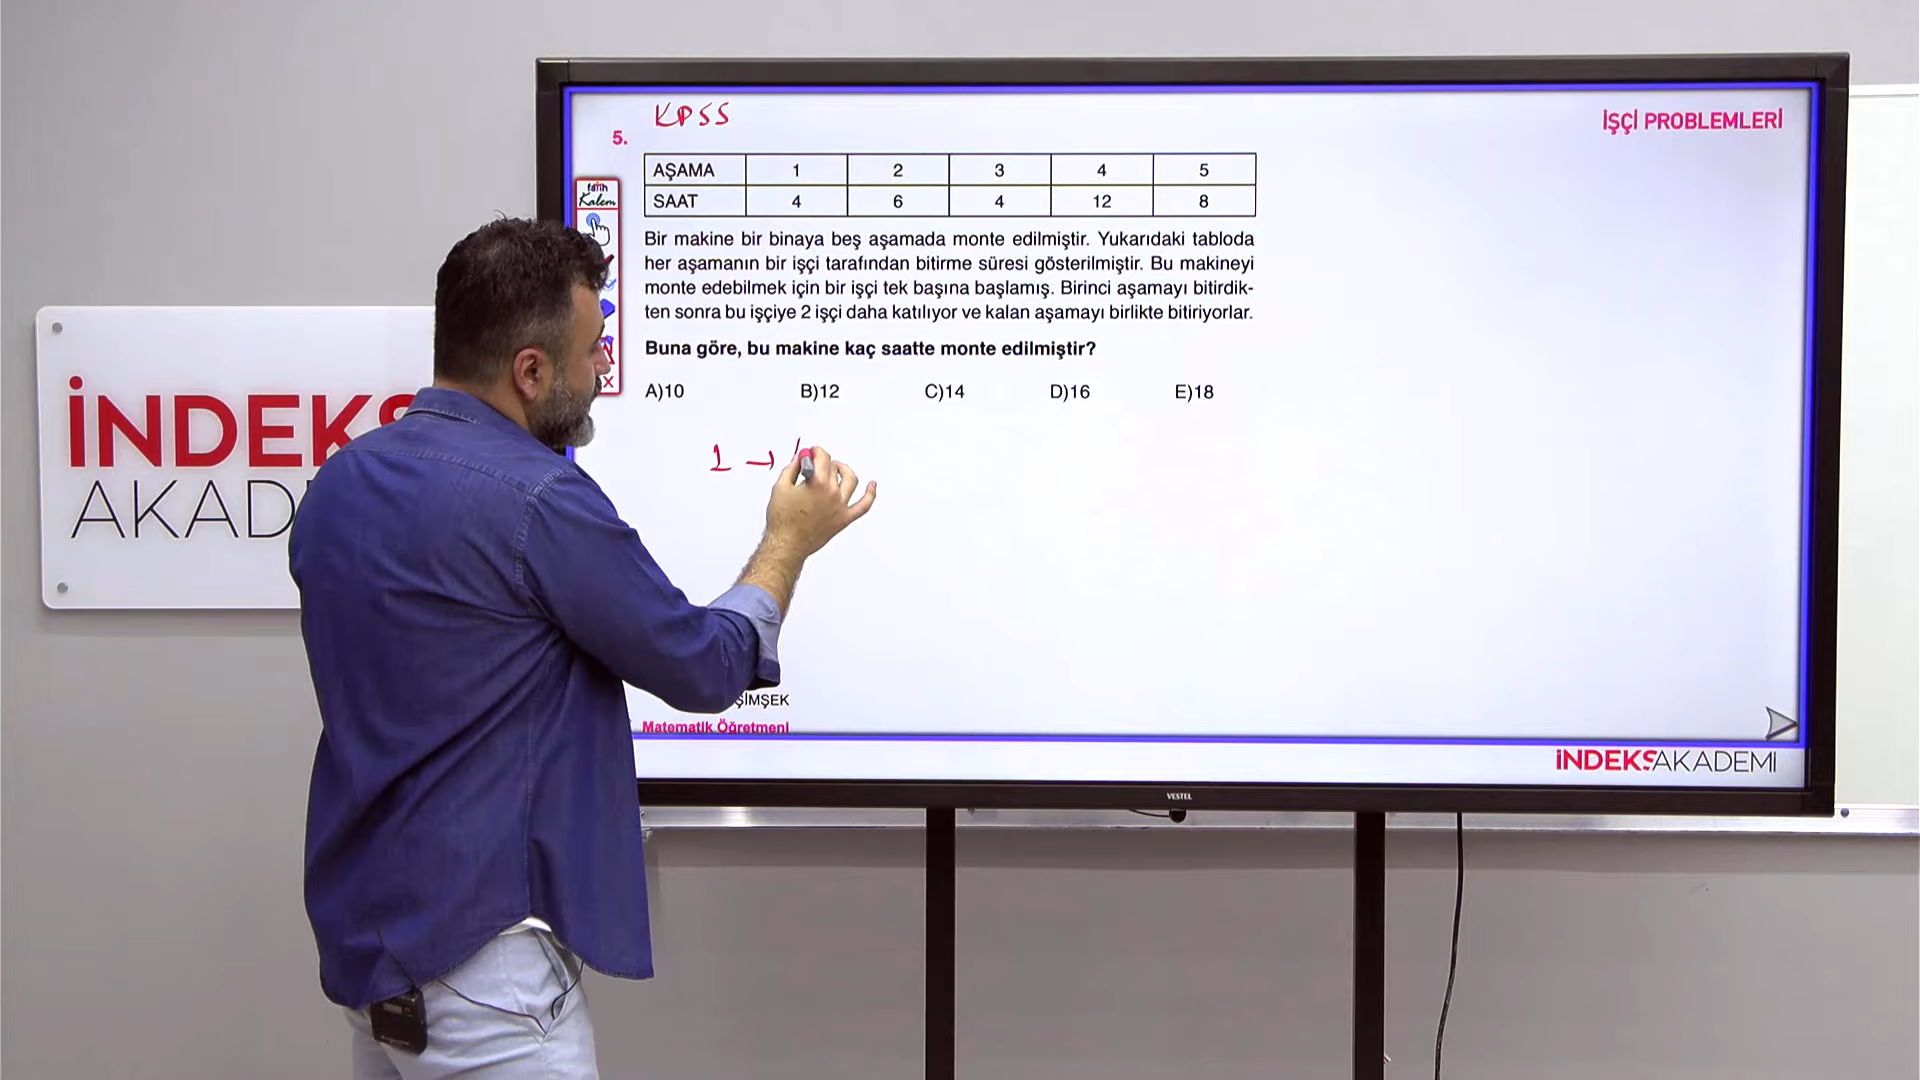 KPSS
İŞÇİ PROBLEMLERİ
5.
AŞAMA 1 2 3 4 5
SAAT 4 6 4 12 8
fatih
Kalem
Bir makine bir binaya beş aşamada monte edilmiştir. Yukarıdaki tabloda
her aşamanın bir işçi tarafından bitirme süresi gösterilmiştir. Bu makineyi
monte edebilmek için bir işçi tek başına başlamış. Birinci aşamayı bitirdik-
ten sonra bu işçiye 2 işçi daha katılıyor ve kalan aşamayı birlikte bitiriyorlar.
Buna göre, bu makine kaç saatte monte edilmiştir?
A)10 B)12 C)14 D)16 E)18
1 →
İNDEKS
AKAD
ŞİMŞEK
Matematik Öğretmeni
İNDEKSAKADEMİ
VESTEL